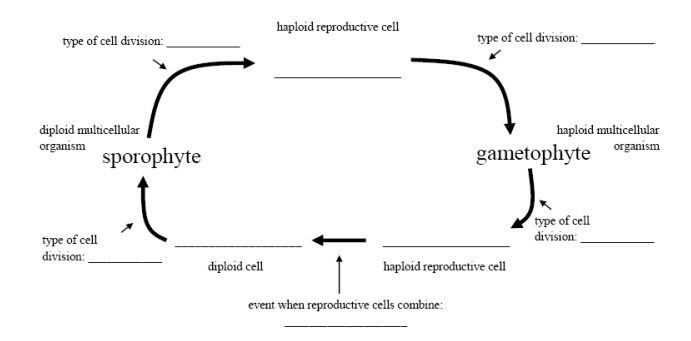 haploid reproductive cell
type of cell division: ____________
type of cell division: ____________
____________________
diploid multicellular
organism
sporophyte
haploid multicellular
organism
gametophyte
type of cell
division: ____________
____________________
____________________
type of cell
division: ____________
diploid cell
haploid reproductive cell
event when reproductive cells combine:
____________________